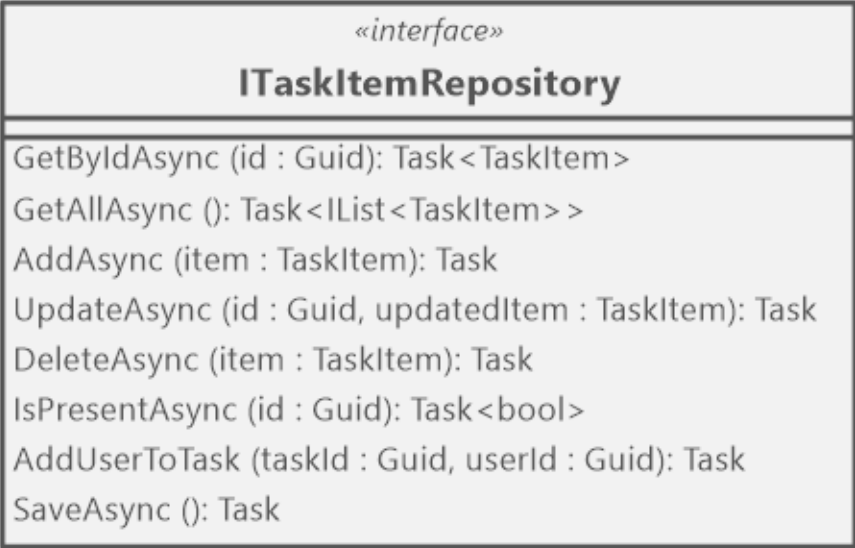 «interface»
ITaskItemRepository
GetByIdAsync (id : Guid): Task<TaskItem>
GetAllAsync (): Task<IList<TaskItem>>
AddAsync (item : TaskItem): Task
UpdateAsync (id : Guid, updatedItem : TaskItem): Task
DeleteAsync (item : TaskItem): Task
IsPresentAsync (id : Guid): Task<bool>
AddUserToTask (taskId : Guid, userId : Guid): Task
SaveAsync (): Task